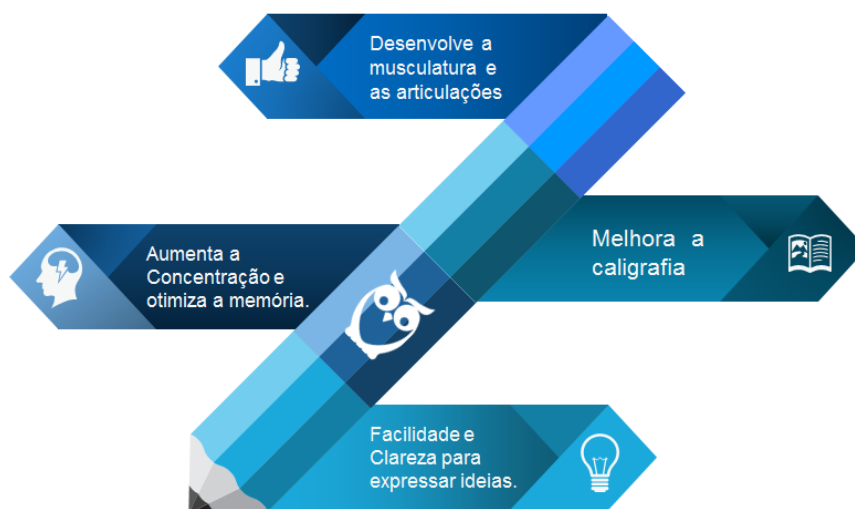 Desenvolve a
musculatura e
as articulações
Melhora a
caligrafia
Aumenta a
Concentração e
otimiza a memória.
Facilidade e
Clareza para
expressar ideias.